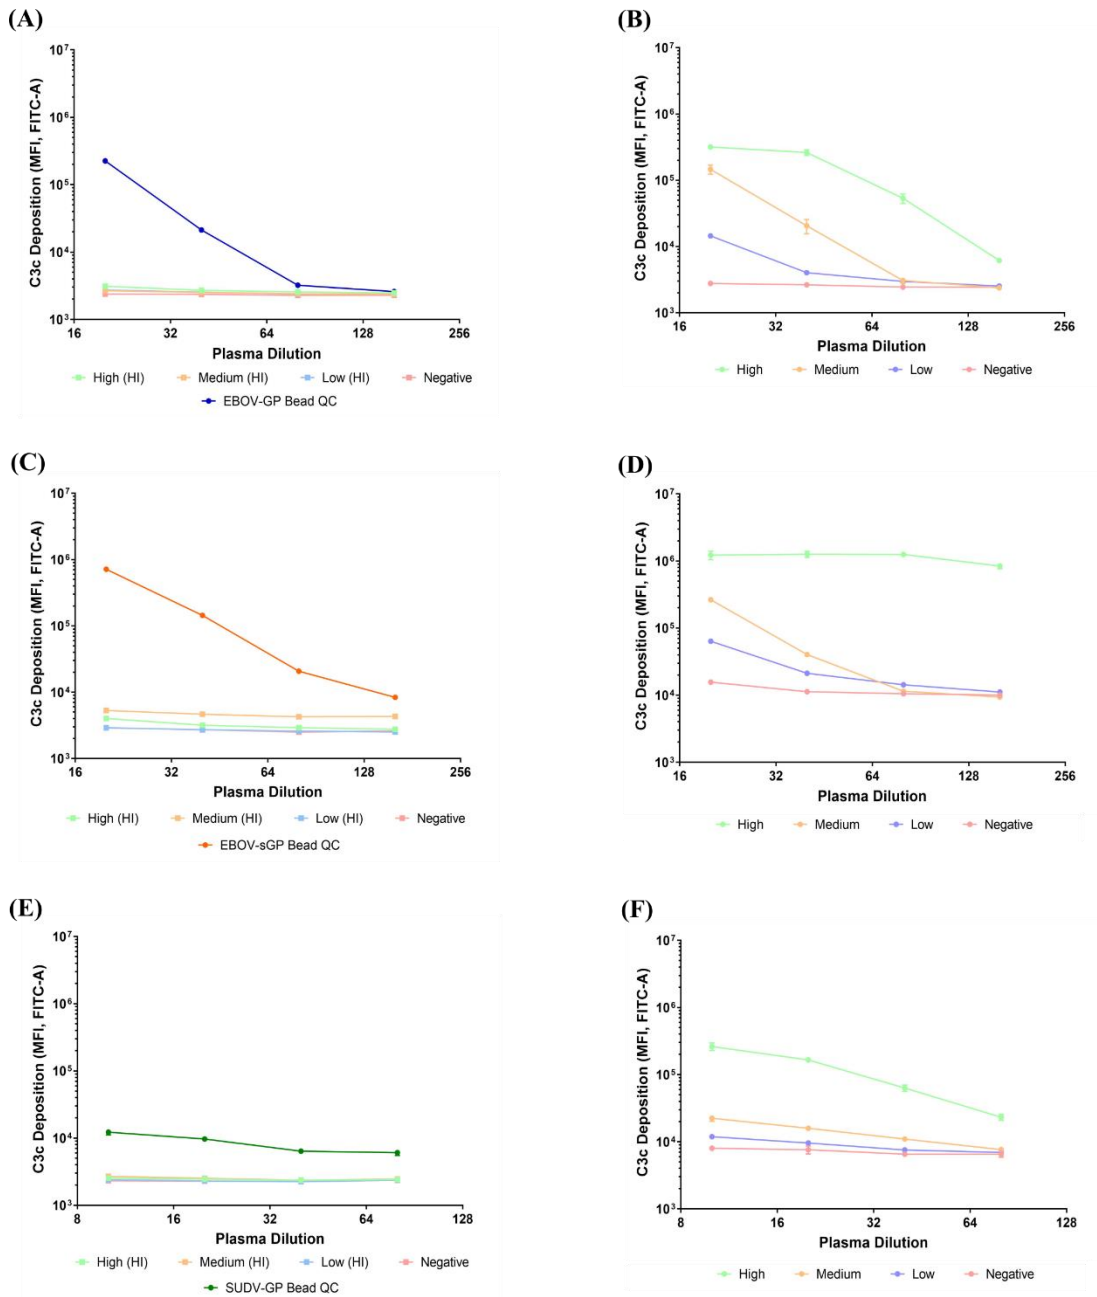 (A)
C3c Deposition (MFI, FITC-A)
10⁷
10⁶
10⁵
10⁴
10³
16 32 64 128 256
Plasma Dilution
High (HI) Medium (HI) Low (HI) Negative
EBOV-GP Bead QC
(B)
C3c Deposition (MFI, FITC-A)
10⁷
10⁶
10⁵
10⁴
10³
16 32 64 128 256
Plasma Dilution
High Medium Low Negative
(C)
C3c Deposition (MFI, FITC-A)
10⁷
10⁶
10⁵
10⁴
10³
16 32 64 128 256
Plasma Dilution
High (HI) Medium (HI) Low (HI) Negative
EBOV-sGP Bead QC
(D)
C3c Deposition (MFI, FITC-A)
10⁷
10⁶
10⁵
10⁴
10³
16 32 64 128 256
Plasma Dilution
High Medium Low Negative
(E)
C3c Deposition (MFI, FITC-A)
10⁷
10⁶
10⁵
10⁴
10³
8 16 32 64 128
Plasma Dilution
High (HI) Medium (HI) Low (HI) Negative
SUDV-GP Bead QC
(F)
C3c Deposition (MFI, FITC-A)
10⁷
10⁶
10⁵
10⁴
10³
8 16 32 64 128
Plasma Dilution
High Medium Low Negative